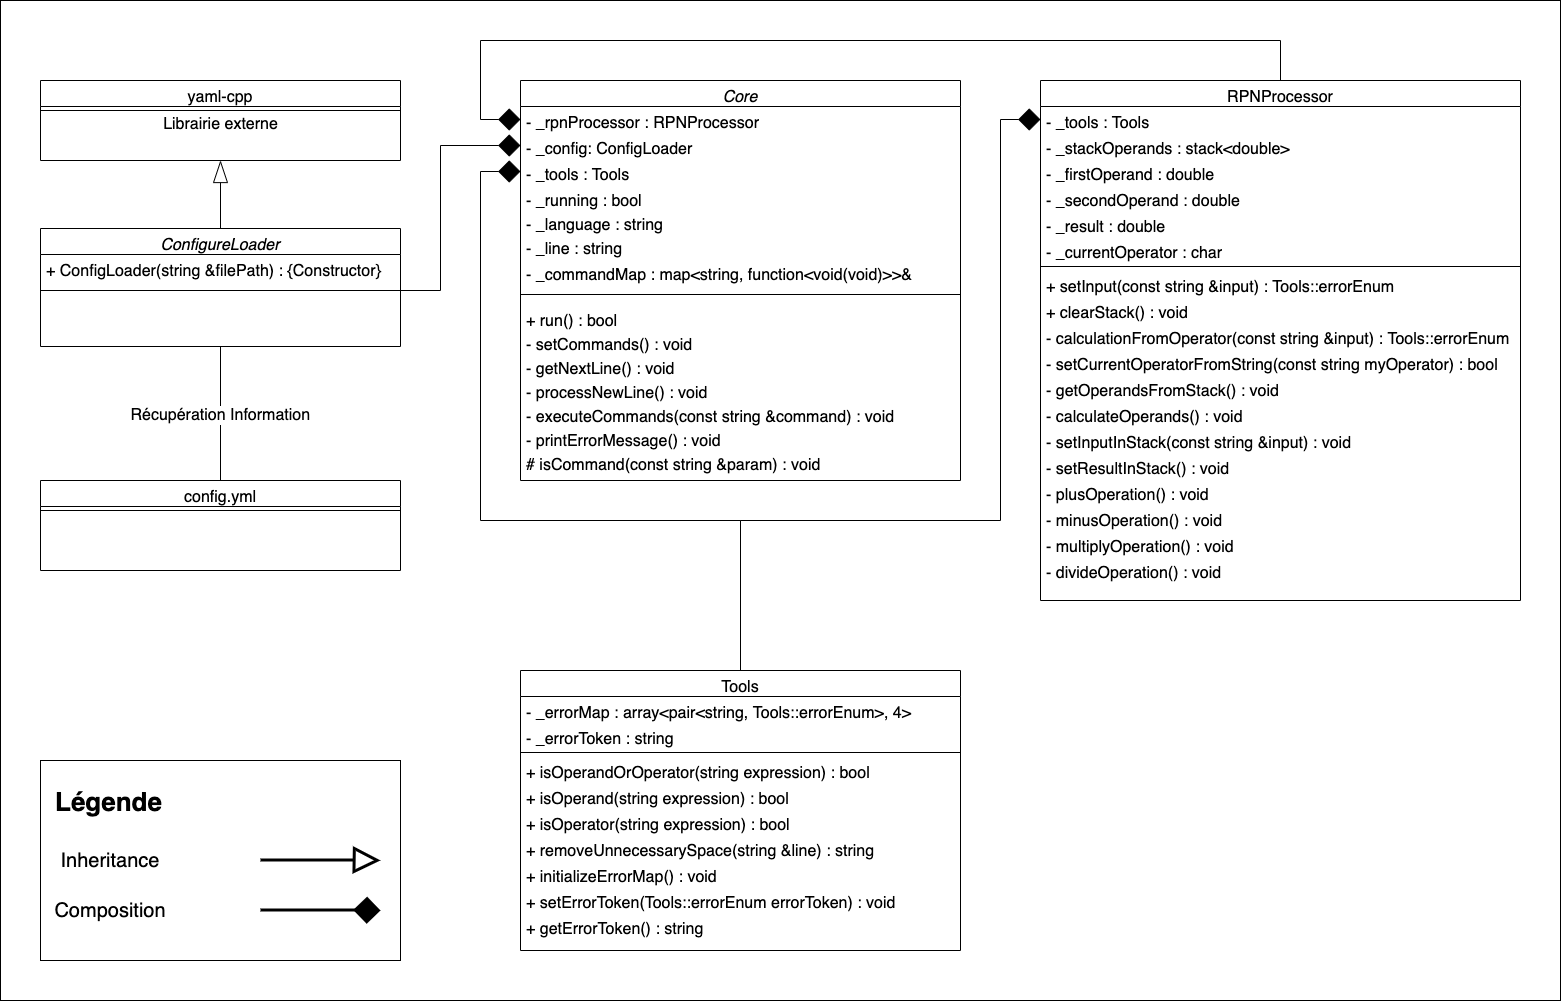 yaml-cpp
Librairie externe
ConfigureLoader
+ ConfigLoader(string &filePath) : {Constructor}
Récupération Information
config.yml
Core
- _rpnProcessor : RPNProcessor
- _config: ConfigLoader
- _tools : Tools
- _running : bool
- _language : string
- _line : string
- _commandMap : map<string, function<void(void)>>&
+ run() : bool
- setCommands() : void
- getNextLine() : void
- processNewLine() : void
- executeCommands(const string &command) : void
- printErrorMessage() : void
# isCommand(const string &param) : void
RPNProcessor
- _tools : Tools
- _stackOperands : stack<double>
- _firstOperand : double
- _secondOperand : double
- _result : double
- _currentOperator : char
+ setInput(const string &input) : Tools::errorEnum
+ clearStack() : void
- calculationFromOperator(const string &input) : Tools::errorEnum
- setCurrentOperatorFromString(const string myOperator) : bool
- getOperandsFromStack() : void
- calculateOperands() : void
- setInputInStack(const string &input) : void
- setResultInStack() : void
- plusOperation() : void
- minusOperation() : void
- multiplyOperation() : void
- divideOperation() : void
Tools
- _errorMap : array<pair<string, Tools::errorEnum>, 4>
- _errorToken : string
+ isOperandOrOperator(string expression) : bool
+ isOperand(string expression) : bool
+ isOperator(string expression) : bool
+ removeUnnecessarySpace(string &line) : string
+ initializeErrorMap() : void
+ setErrorToken(Tools::errorEnum errorToken) : void
+ getErrorToken() : string
Légende
Inheritance
Composition